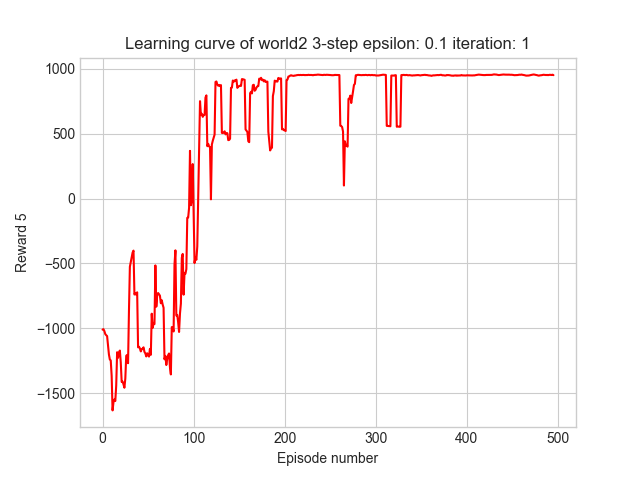 Learning curve of world2 3-step epsilon: 0.1 iteration: 1
1000
500
0
−500
−1000
−1500
Reward 5
0 100 200 300 400 500
Episode number